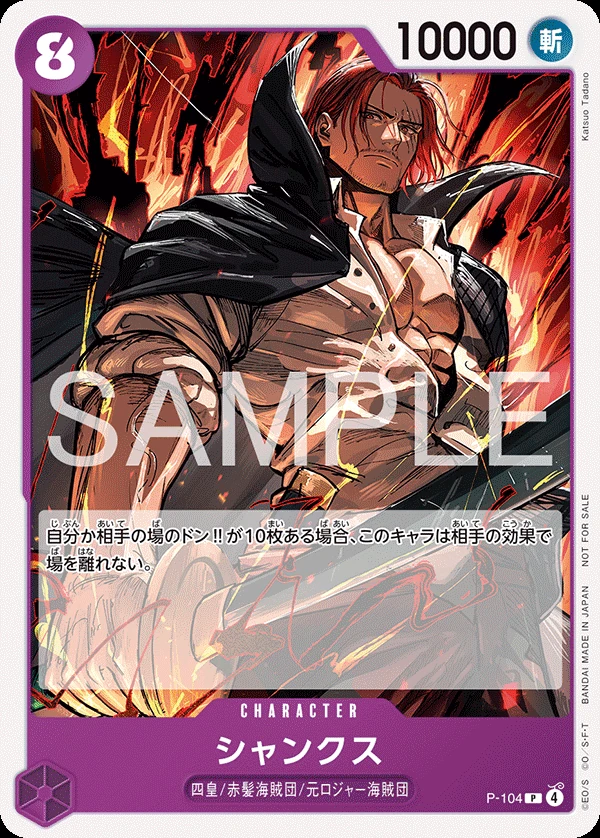 8
10000
斬
Katsuo Tadano
SAMPLE
自分か相手の場のドン!!が10枚ある場合、このキャラは相手の効果で
場を離れない。
©EO/S ©O/S・F・T BANDAI MADE IN JAPAN NOT FOR SALE
CHARACTER
シャンクス
四皇/赤髪海賊団/元ロジャー海賊団
P-104 P 4